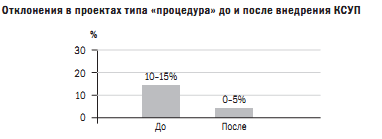 Отклонения в проектах типа «процедура» до и после внедрения КСУП
%
30
20
10
0
10–15%
0–5%
До
После